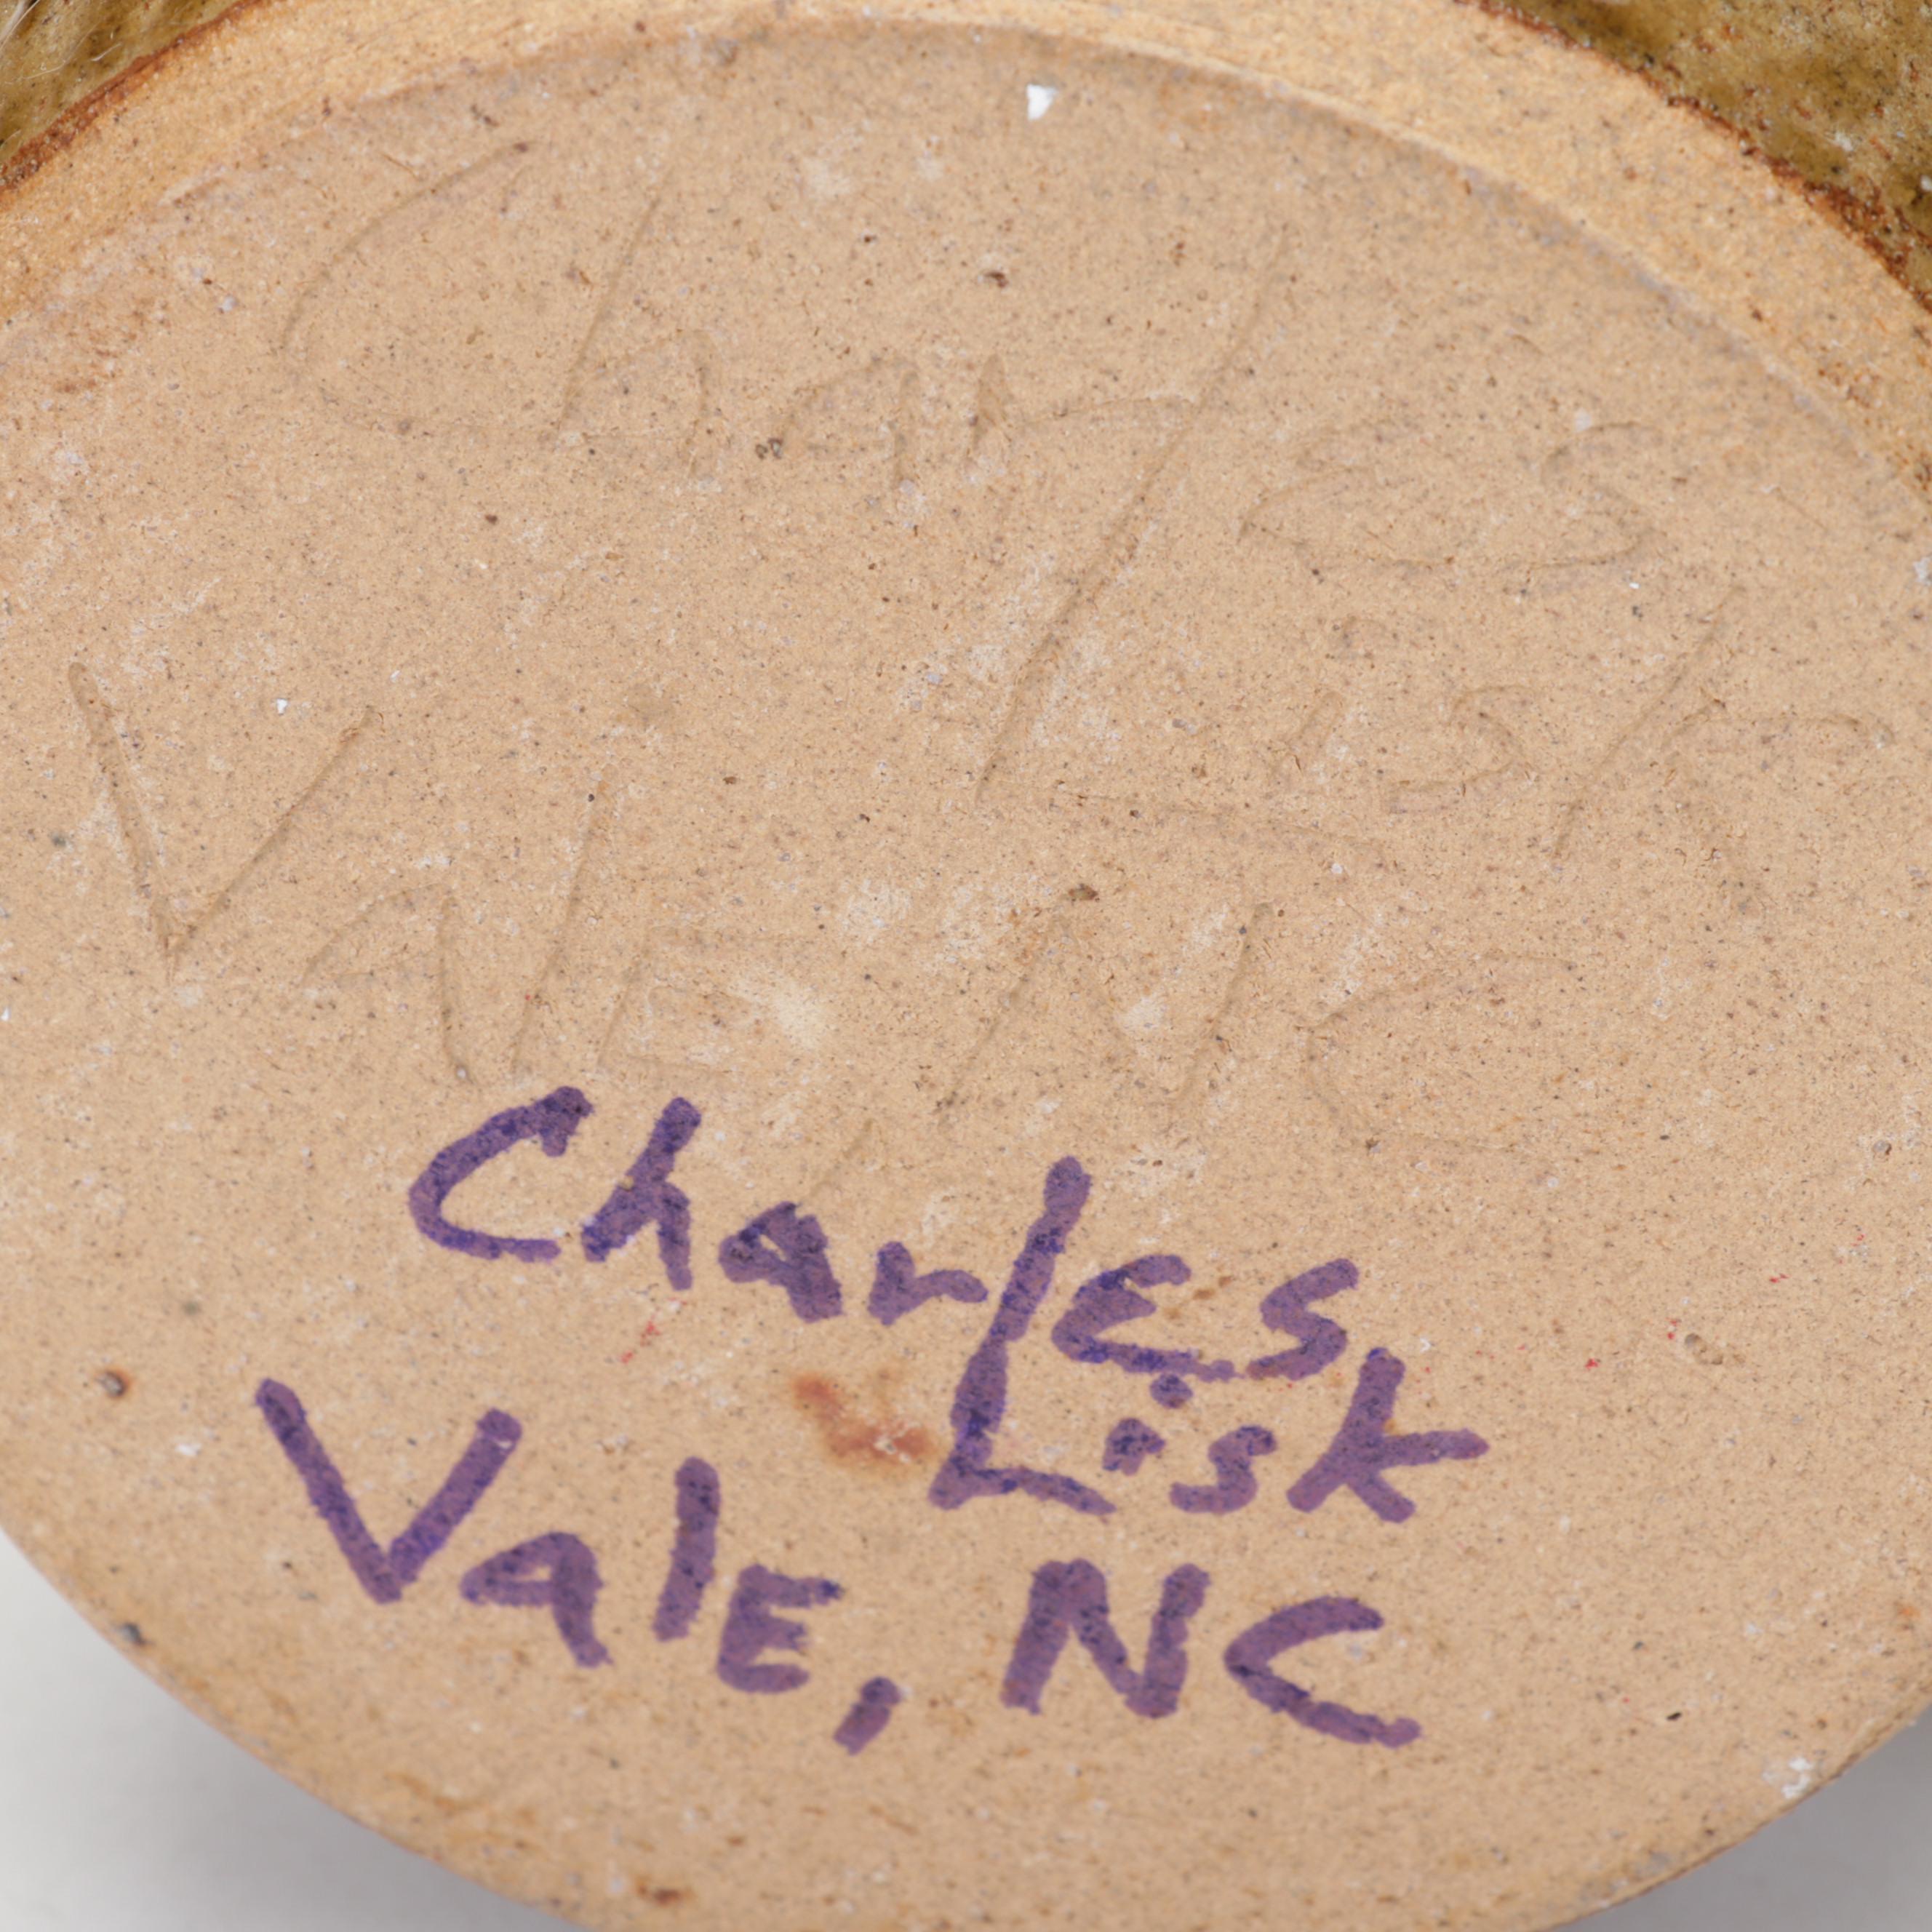 Charles
Lisk
Vale, NC
Charles
Lisk
Vale, NC